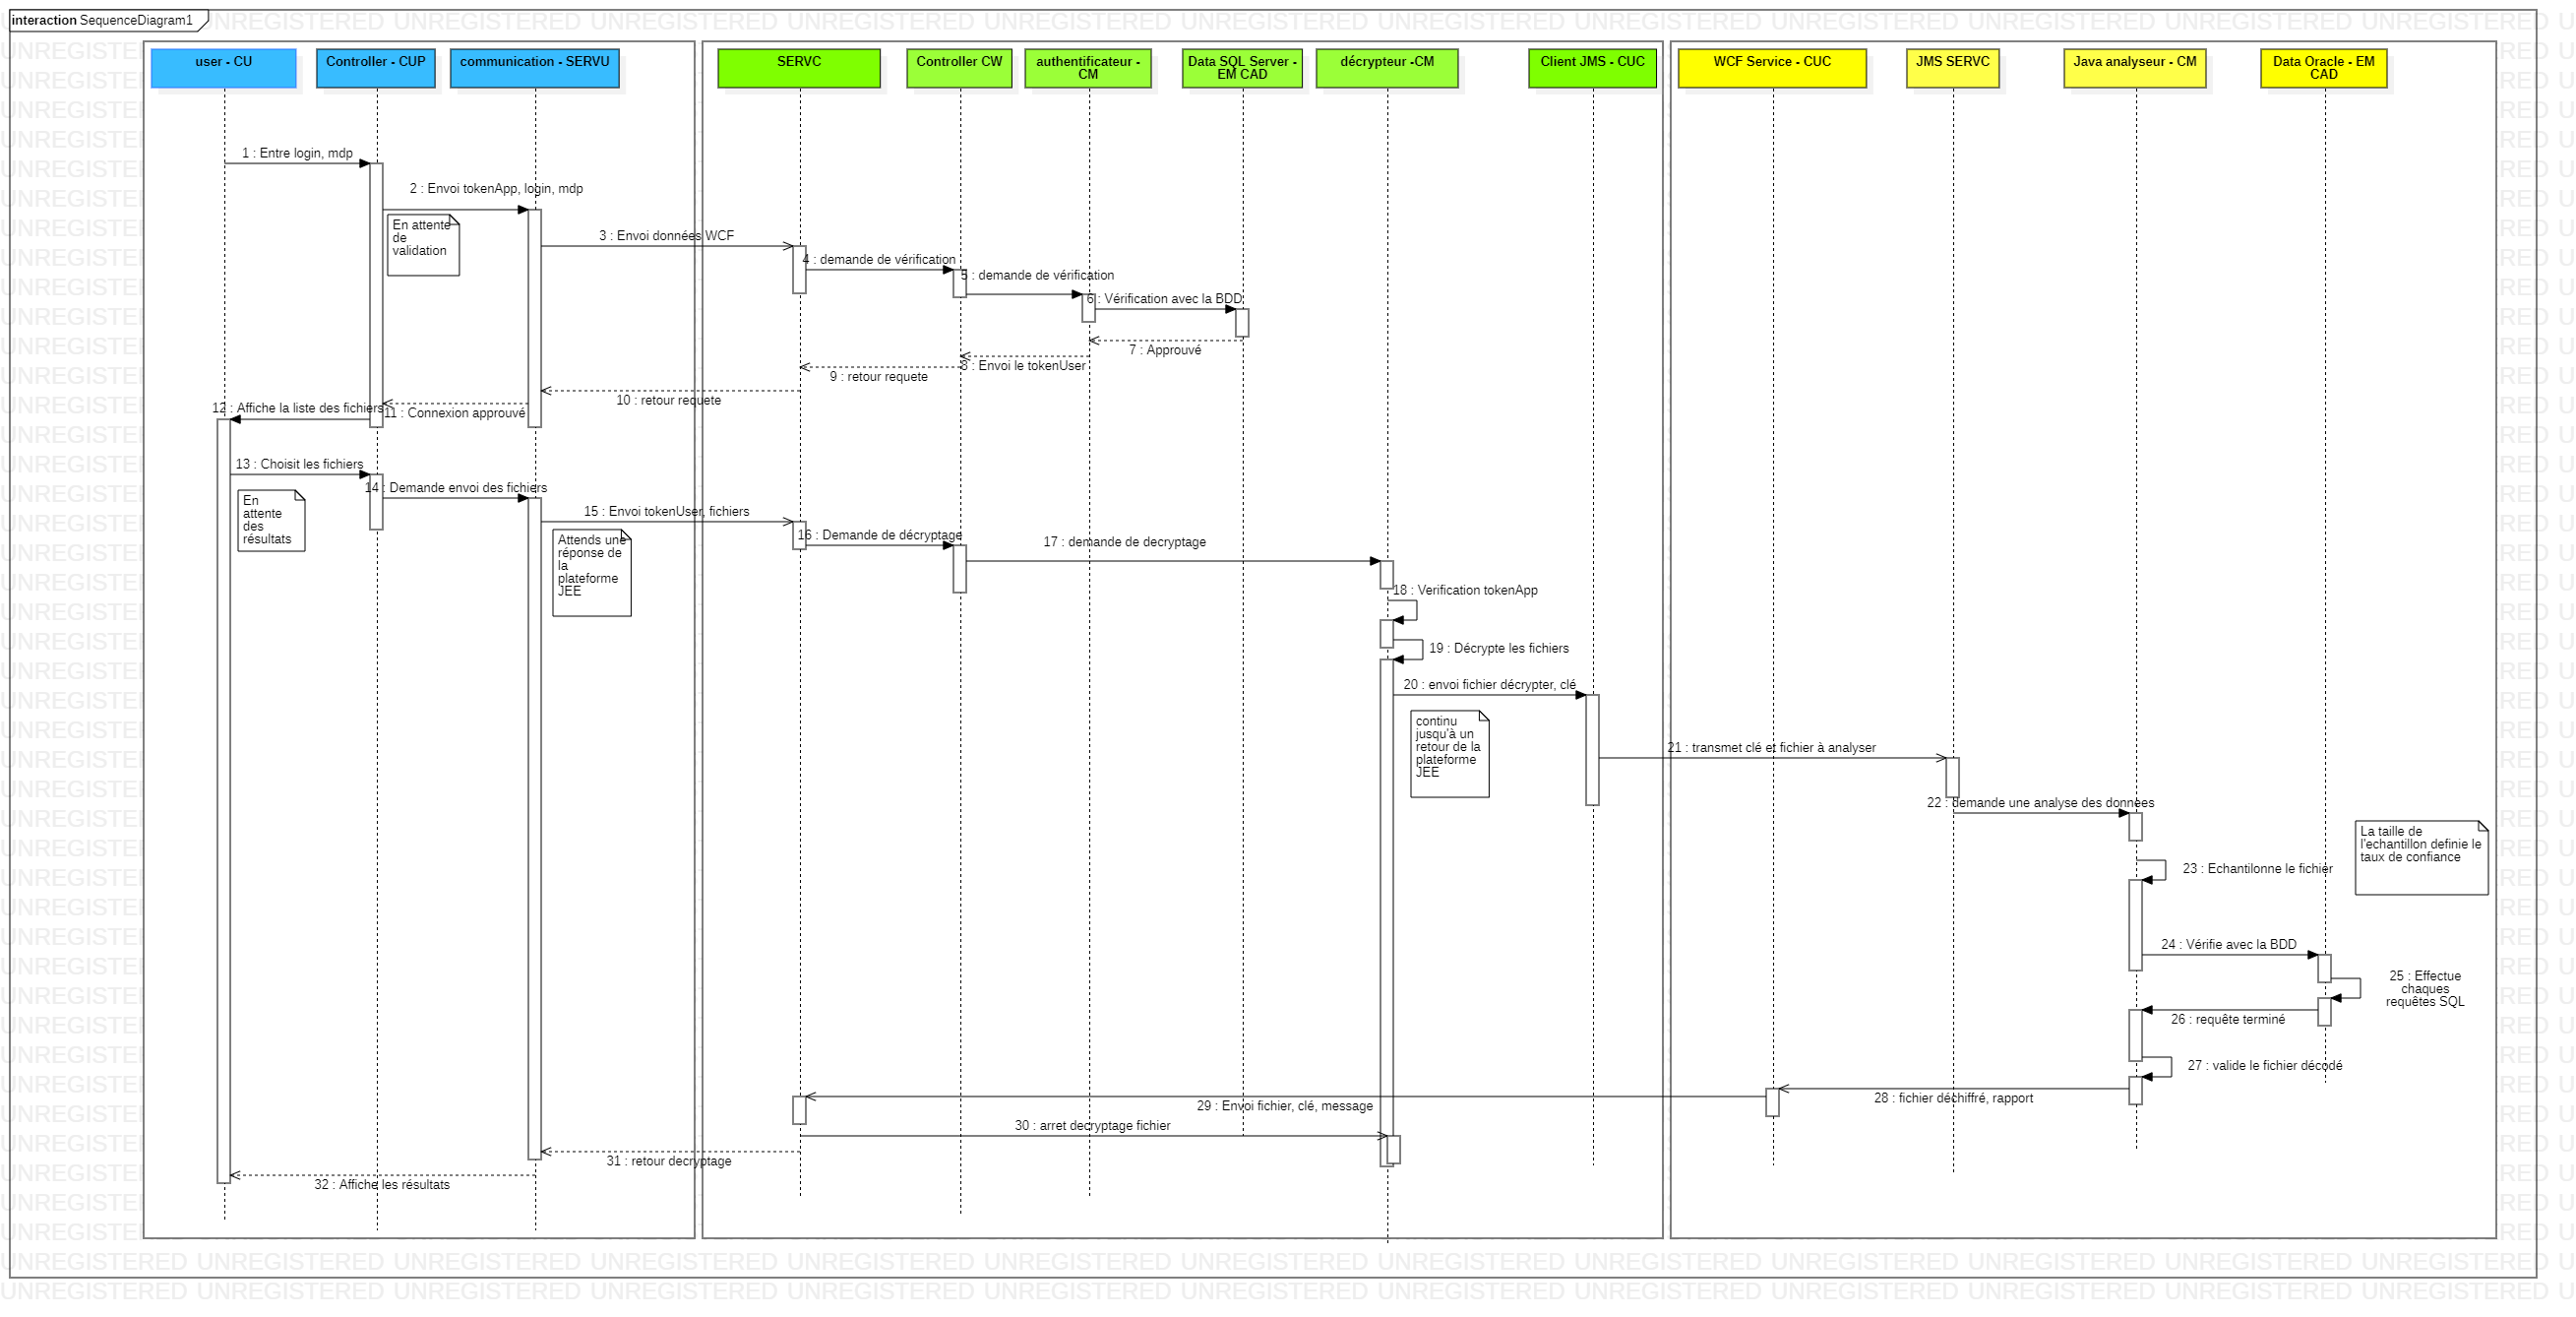 interaction SequenceDiagram1
user - CU
Controller - CUP
communication - SERVU
SERVC
Controller CW
authentificateur -
CM
Data SQL Server -
EM CAD
décrypteur -CM
Client JMS - CUC
WCF Service - CUC
JMS SERVC
Java analyseur - CM
Data Oracle - EM
CAD
1 : Entre login, mdp
2 : Envoi tokenApp, login, mdp
En attente
de
validation
3 : Envoi données WCF
4 : demande de vérification
5 : demande de vérification
6 : Vérification avec la BDD
7 : Approuvé
8 : Envoi le tokenUser
9 : retour requete
10 : retour requete
11 : Connexion approuvé
12 : Affiche la liste des fichiers
13 : Choisit les fichiers
En
attente
des
résultats
14 : Demande envoi des fichiers
15 : Envoi tokenUser, fichiers
Attends une
réponse de
la
plateforme
JEE
16 : Demande de décryptage
17 : demande de decryptage
18 : Verification tokenApp
19 : Décrypte les fichiers
20 : envoi fichier décrypter, clé
continu
jusqu'à un
retour de la
plateforme
JEE
21 : transmet clé et fichier à analyser
22 : demande une analyse des données
La taille de
l'echantillon definie le
taux de confiance
23 : Echantilonne le fichier
24 : Vérifie avec la BDD
25 : Effectue
chaques
requêtes SQL
26 : requête terminé
27 : valide le fichier décodé
28 : fichier déchiffré, rapport
29 : Envoi fichier, clé, message
30 : arret decryptage fichier
31 : retour decryptage
32 : Affiche les résultats
UNREGISTERED UNREGISTERED UNREGISTERED UNREGISTERED UNREGISTERED UNREGISTERED UNREGISTERED UNREGISTERED UNREGISTERED UNREGISTERED UNREGISTERED UNREGISTERED UNREGISTERED U